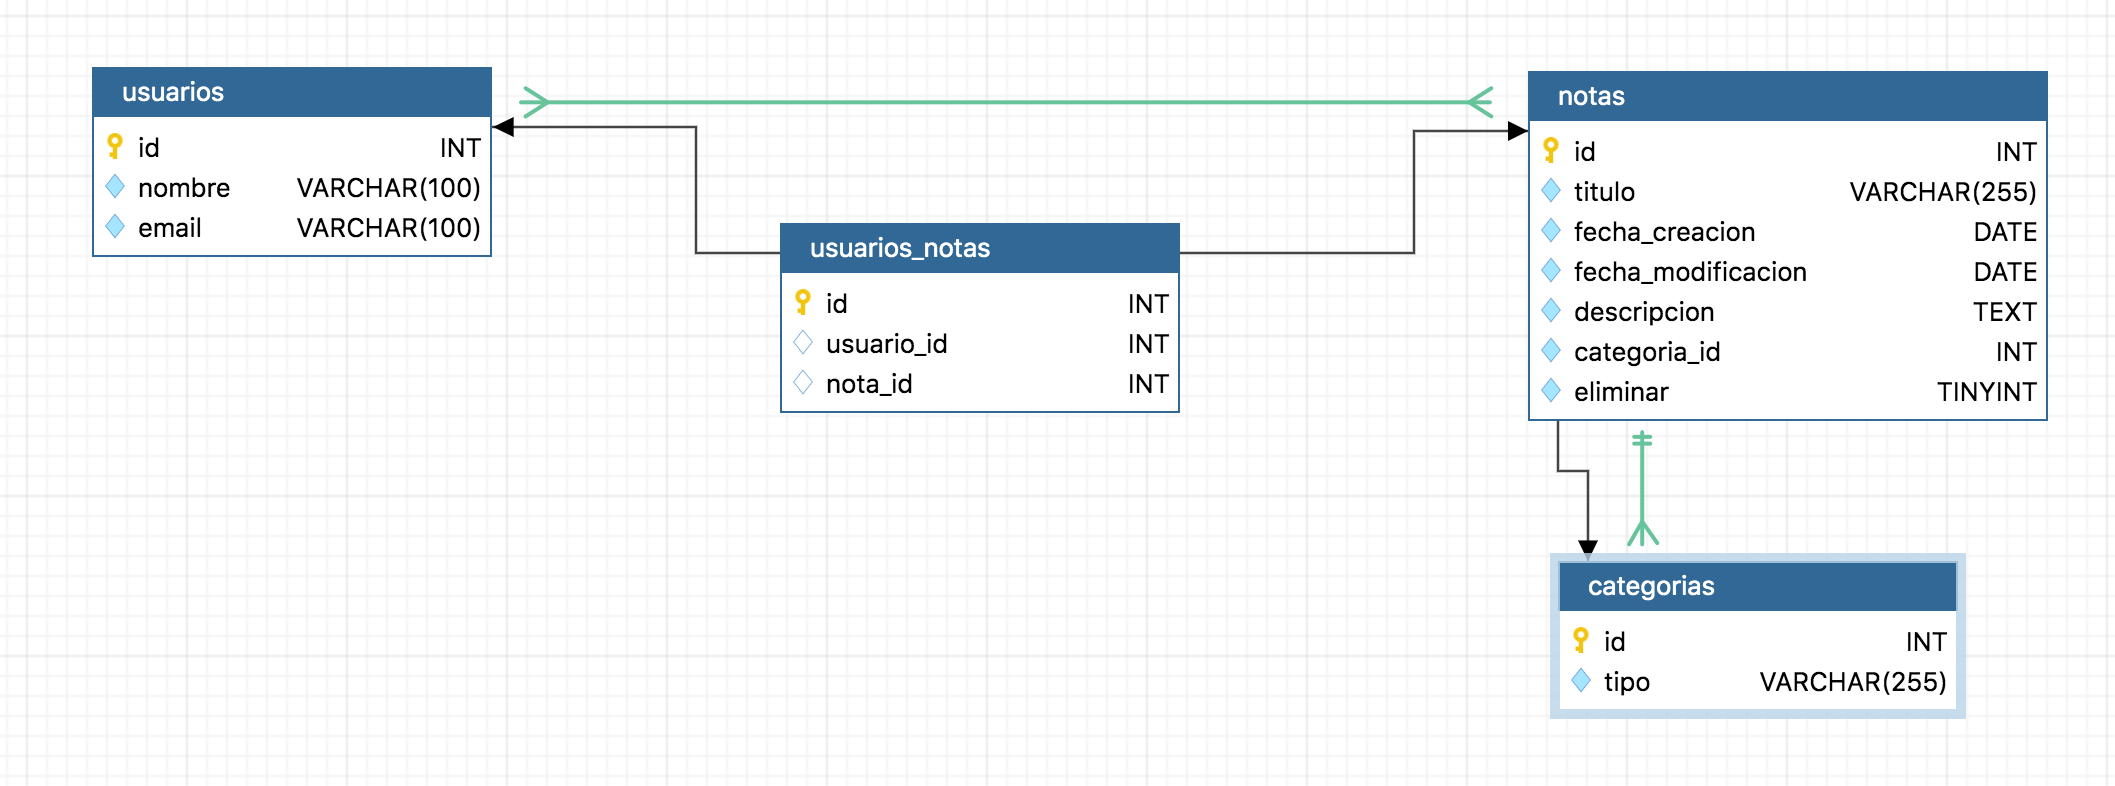 usuarios
id INT
nombre VARCHAR(100)
email VARCHAR(100)
usuarios_notas
id INT
usuario_id INT
nota_id INT
notas
id INT
titulo VARCHAR(255)
fecha_creacion DATE
fecha_modificacion DATE
descripcion TEXT
categoria_id INT
eliminar TINYINT
categorias
id INT
tipo VARCHAR(255)